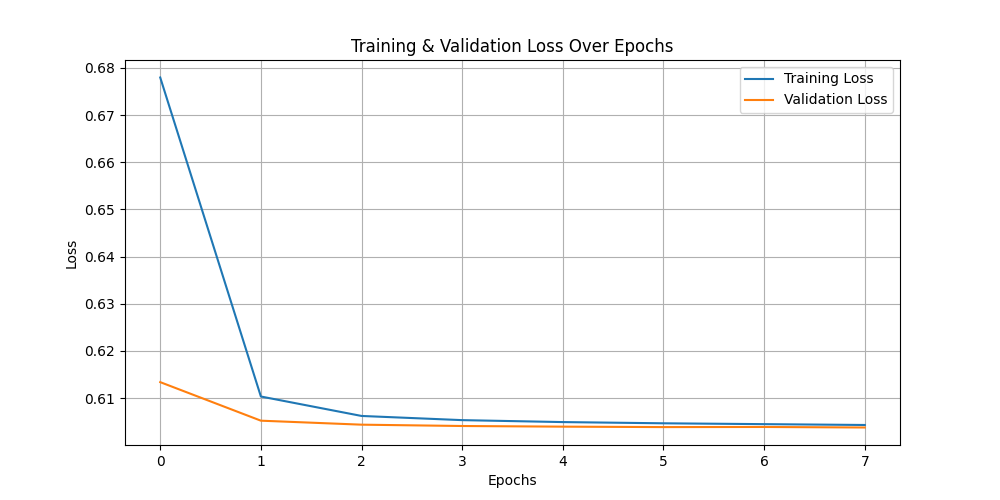 Training & Validation Loss Over Epochs
Training Loss
Validation Loss
Loss
0.68
0.67
0.66
0.65
0.64
0.63
0.62
0.61
0 1 2 3 4 5 6 7
Epochs